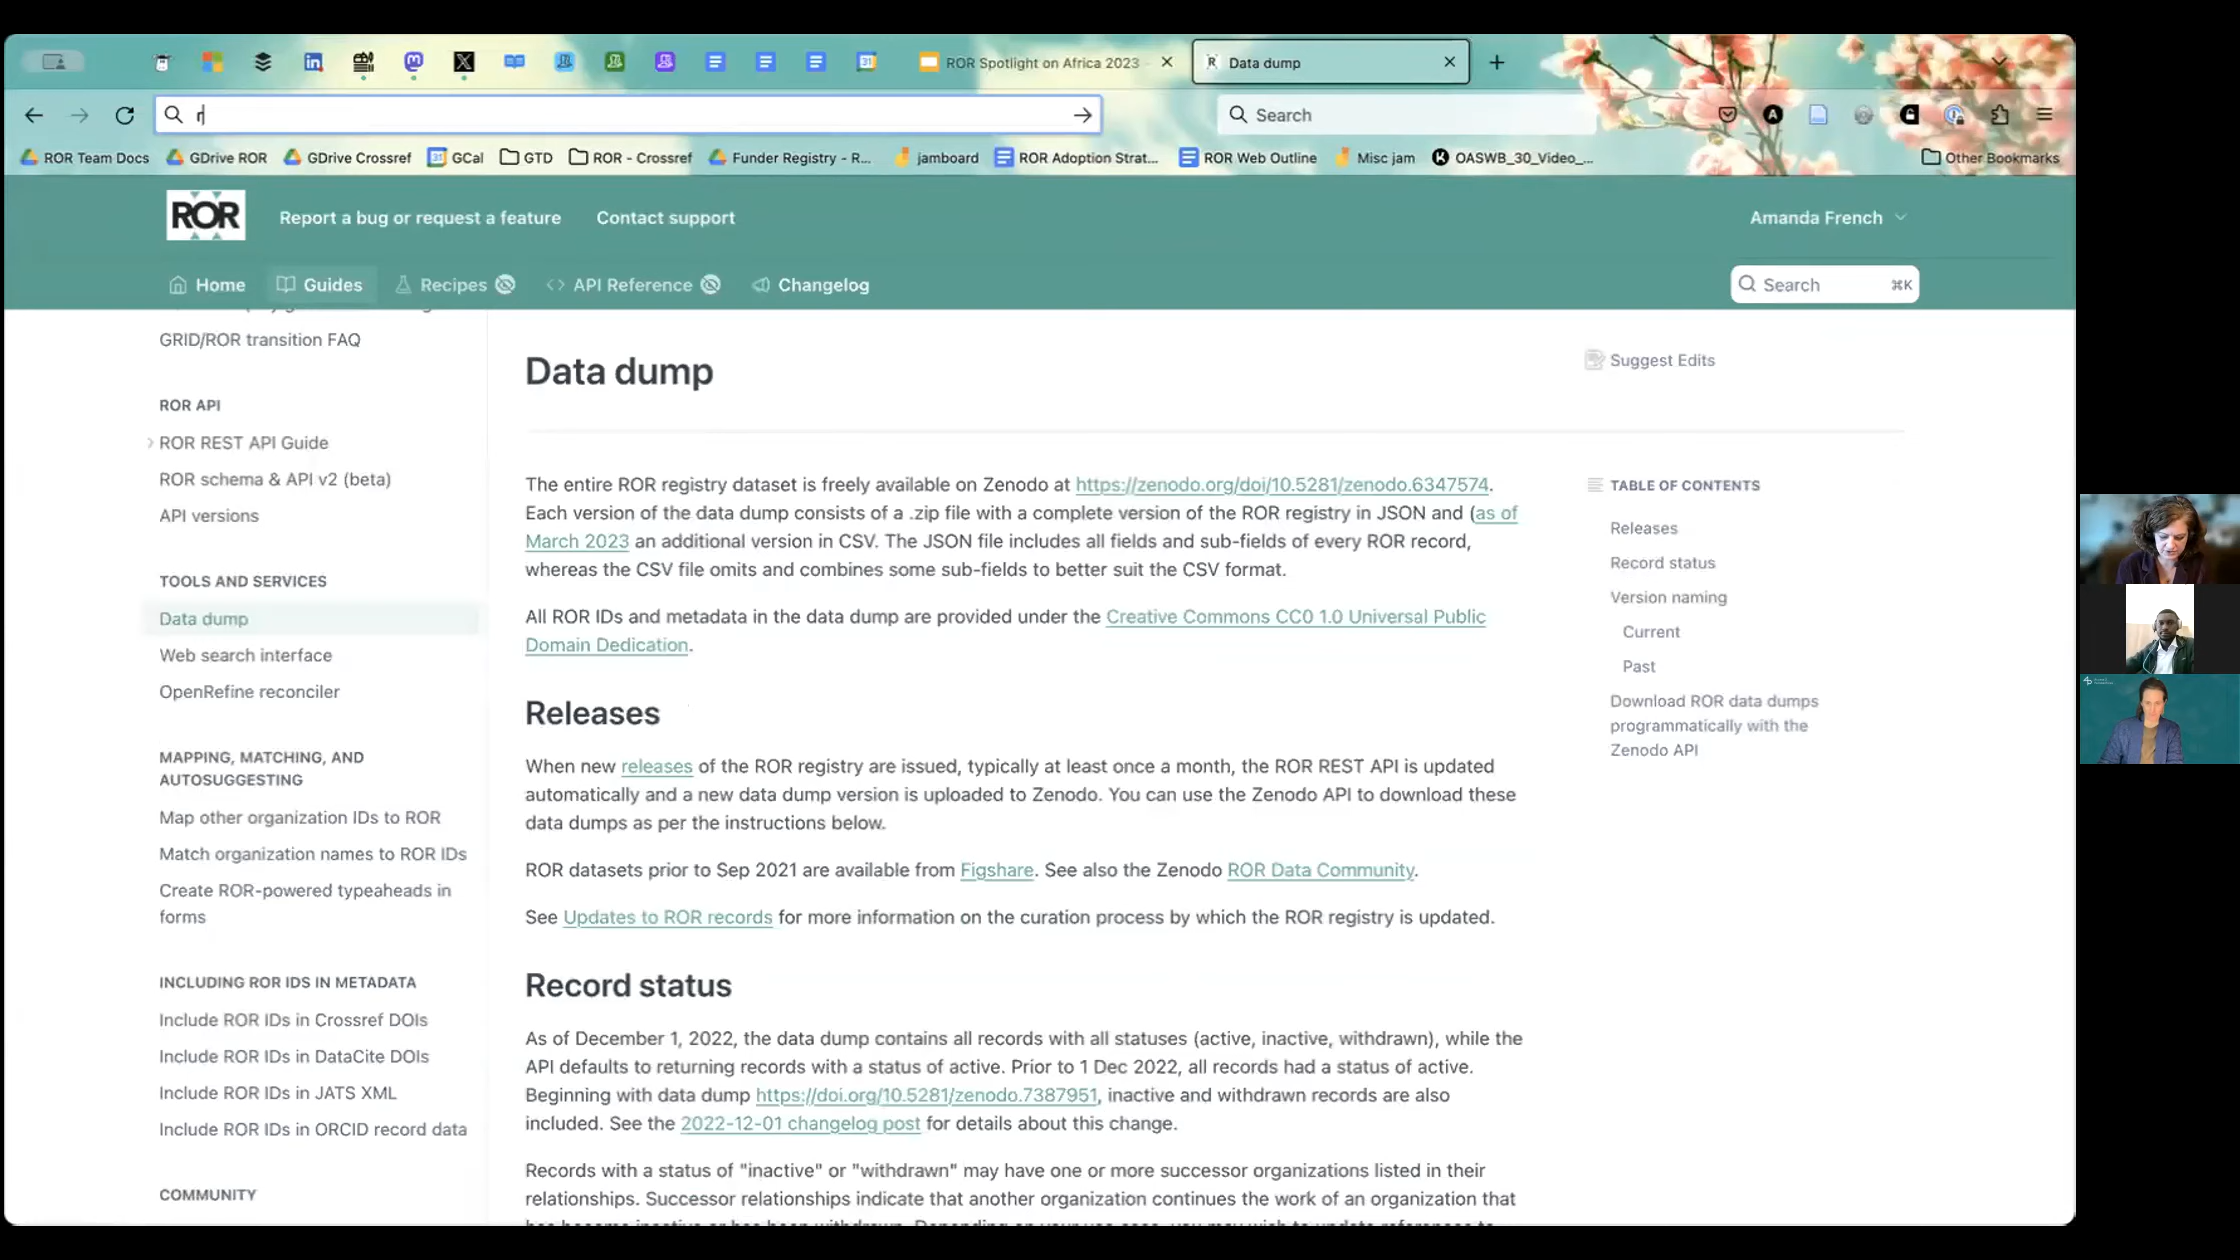 ROR Spotlight on Africa 2023
Data dump
r
Search
ROR Team Docs
GDrive ROR
GDrive Crossref
GCal
GTD
ROR - Crossref
Funder Registry - R...
jamboard
ROR Adoption Strat...
ROR Web Outline
Misc jam
OASWB_30_Video_...
Other Bookmarks
ROR
Report a bug or request a feature
Contact support
Amanda French
Home
Guides
Recipes
API Reference
Changelog
Search
⌘K
GRID/ROR transition FAQ
ROR API
ROR REST API Guide
ROR schema & API v2 (beta)
API versions
TOOLS AND SERVICES
Data dump
Web search interface
OpenRefine reconciler
MAPPING, MATCHING, AND
AUTOSUGGESTING
Map other organization IDs to ROR
Match organization names to ROR IDs
Create ROR-powered typeaheads in
forms
INCLUDING ROR IDS IN METADATA
Include ROR IDs in Crossref DOIs
Include ROR IDs in DataCite DOIs
Include ROR IDs in JATS XML
Include ROR IDs in ORCID record data
COMMUNITY
Data dump
The entire ROR registry dataset is freely available on Zenodo at https://zenodo.org/doi/10.5281/zenodo.6347574.
Each version of the data dump consists of a .zip file with a complete version of the ROR registry in JSON and (as of
March 2023 an additional version in CSV. The JSON file includes all fields and sub-fields of every ROR record,
whereas the CSV file omits and combines some sub-fields to better suit the CSV format.
All ROR IDs and metadata in the data dump are provided under the Creative Commons CC0 1.0 Universal Public
Domain Dedication.
Releases
When new releases of the ROR registry are issued, typically at least once a month, the ROR REST API is updated
automatically and a new data dump version is uploaded to Zenodo. You can use the Zenodo API to download these
data dumps as per the instructions below.
ROR datasets prior to Sep 2021 are available from Figshare. See also the Zenodo ROR Data Community.
See Updates to ROR records for more information on the curation process by which the ROR registry is updated.
Record status
As of December 1, 2022, the data dump contains all records with all statuses (active, inactive, withdrawn), while the
API defaults to returning records with a status of active. Prior to 1 Dec 2022, all records had a status of active.
Beginning with data dump https://doi.org/10.5281/zenodo.7387951, inactive and withdrawn records are also
included. See the 2022-12-01 changelog post for details about this change.
Records with a status of "inactive" or "withdrawn" may have one or more successor organizations listed in their
relationships. Successor relationships indicate that another organization continues the work of an organization that
Suggest Edits
TABLE OF CONTENTS
Releases
Record status
Version naming
Current
Past
Download ROR data dumps
programmatically with the
Zenodo API